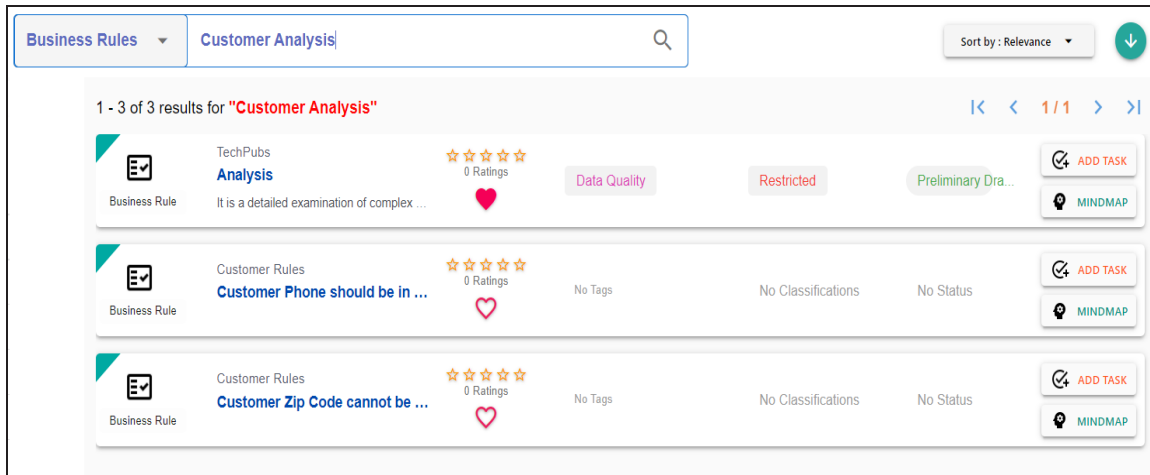 Business Rules
Customer Analysis
Sort by : Relevance
1 - 3 of 3 results for "Customer Analysis"
1 / 1
TechPubs
Analysis
It is a detailed examination of complex ...
Business Rule
0 Ratings
Data Quality
Restricted
Preliminary Dra...
ADD TASK
MINDMAP
Customer Rules
Customer Phone should be in ...
Business Rule
0 Ratings
No Tags
No Classifications
No Status
ADD TASK
MINDMAP
Customer Rules
Customer Zip Code cannot be ...
Business Rule
0 Ratings
No Tags
No Classifications
No Status
ADD TASK
MINDMAP